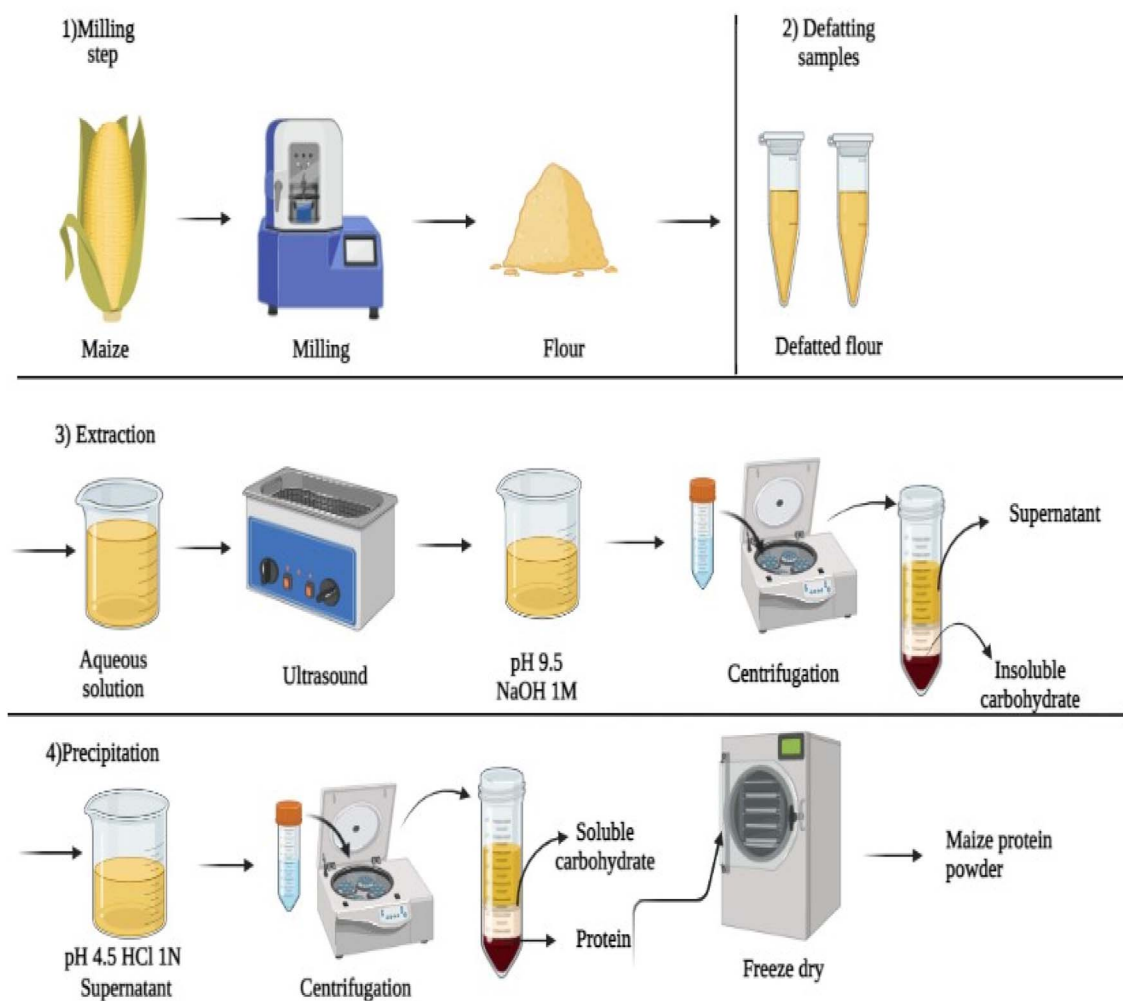 1)Milling
step
2) Defatting
samples
Maize
Milling
Flour
Defatted flour
3) Extraction
Supernatant
Aqueous
solution
Ultrasound
pH 9.5
NaOH 1M
Centrifugation
Insoluble
carbohydrate
4)Precipitation
Soluble
carbohydrate
Maize protein
powder
Protein
pH 4.5 HCl 1N
Supernatant
Centrifugation
Freeze dry